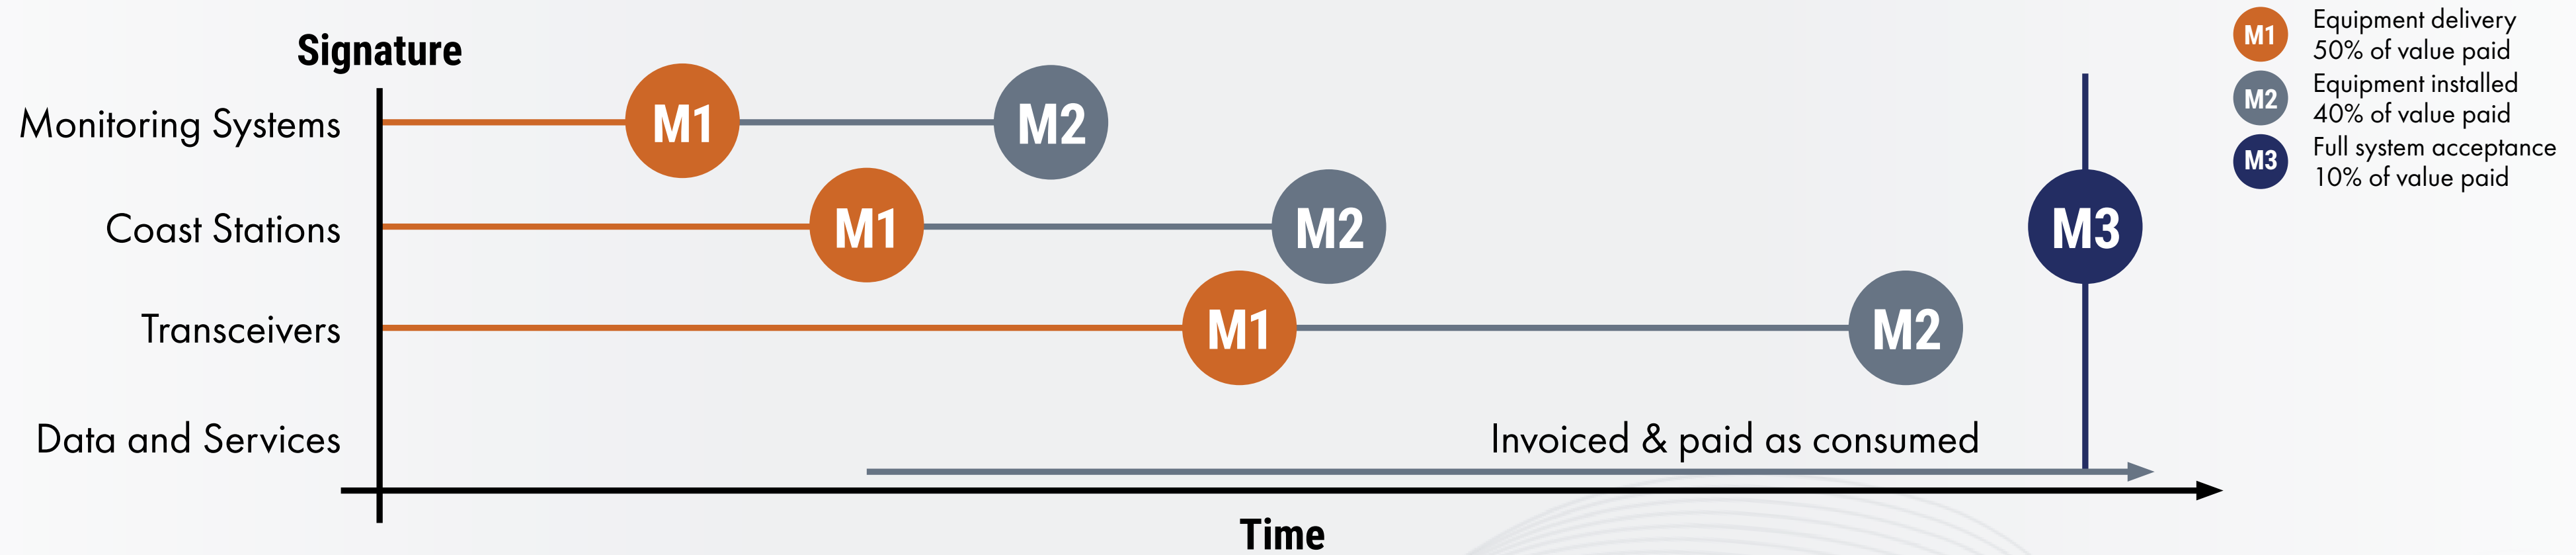 Signature
Monitoring Systems
M1
M2
Coast Stations
M1
M2
M3
Transceivers
M1
M2
Data and Services
Invoiced & paid as consumed
Time
M1
Equipment delivery
50% of value paid
M2
Equipment installed
40% of value paid
M3
Full system acceptance
10% of value paid